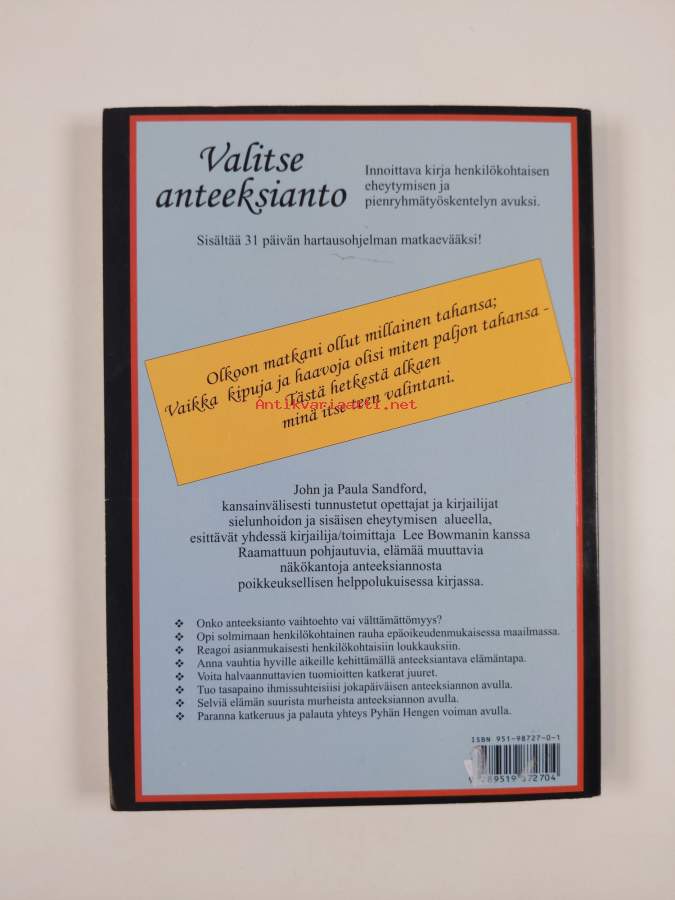 Valitse
anteeksianto
Innoittava kirja henkilökohtaisen
eheytymisen ja
pienryhmätyöskentelyn avuksi.
Sisältää 31 päivän hartausohjelman matkaevääksi!
Olkoon matkani ollut millainen tahansa;
Vaikka kipuja ja haavoja olisi miten paljon tahansa -
Tästä hetkestä alkaen
minä itse teen valintani.
Antikvariaatti.net
John ja Paula Sandford,
kansainvälisesti tunnustetut opettajat ja kirjailijat
sielunhoidon ja sisäisen eheytymisen alueella,
esittävät yhdessä kirjailija/toimittaja Lee Bowmanin kanssa
Raamattuun pohjautuvia, elämää muuttavia
näkökantoja anteeksiannosta
poikkeuksellisen helppolukuisessa kirjassa.
❖ Onko anteeksianto vaihtoehto vai välttämättömyys?
❖ Opi solmimaan henkilökohtainen rauha epäoikeudenmukaisessa maailmassa.
❖ Reagoi asianmukaisesti henkilökohtaisiin loukkauksiin.
❖ Anna vauhtia hyville aikeille kehittämällä anteeksiantava elämäntapa.
❖ Voita halvaannuttavien tuomioitten katkerat juuret.
❖ Tuo tasapaino ihmissuhteisiisi jokapäiväisen anteeksiannon avulla.
❖ Selviä elämän suurista murheista anteeksiannon avulla.
❖ Paranna katkeruus ja palauta yhteys Pyhän Hengen voiman avulla.
ISBN 951-98727-0-1